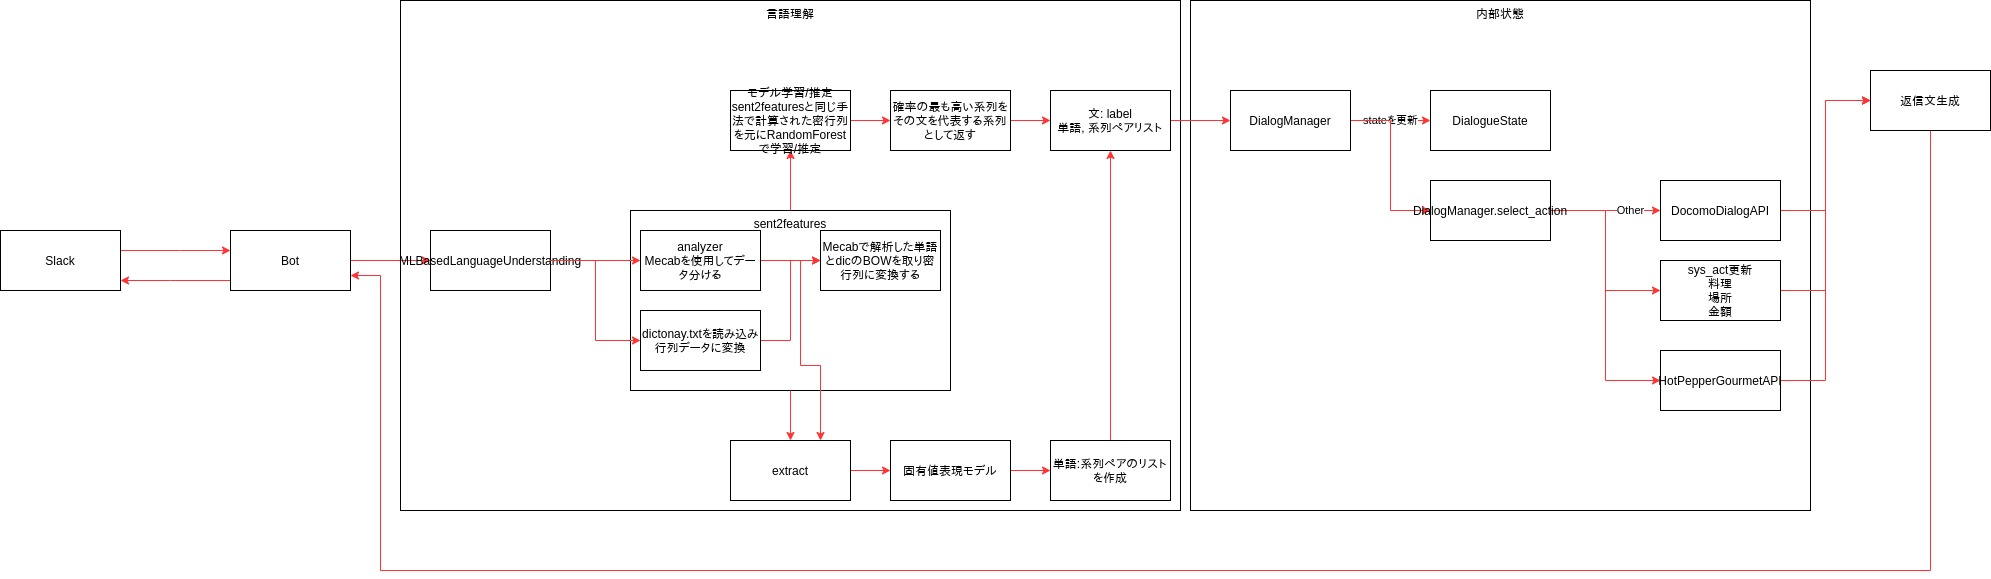 言語理解
内部状態
モデル学習/推定
sent2featuresと同じ手
法で計算された密行列
を元にRandomForest
で学習/推定
確率の最も高い系列を
その文を代表する系列
として返す
文: label
単語, 系列ペアリスト
DialogManager
stateを更新
DialogueState
返信文生成
Slack
Bot
MLBasedLanguageUnderstanding
sent2features
analyzer
Mecabを使用してデー
タ分ける
Mecabで解析した単語
とdicのBOWを取り密
行列に変換する
dictonay.txtを読み込み
行列データに変換
DialogManager.select_action
Other
DocomoDialogAPI
sys_act更新
料理
場所
金額
HotPepperGourmetAPI
extract
固有値表現モデル
単語:系列ペアのリスト
を作成